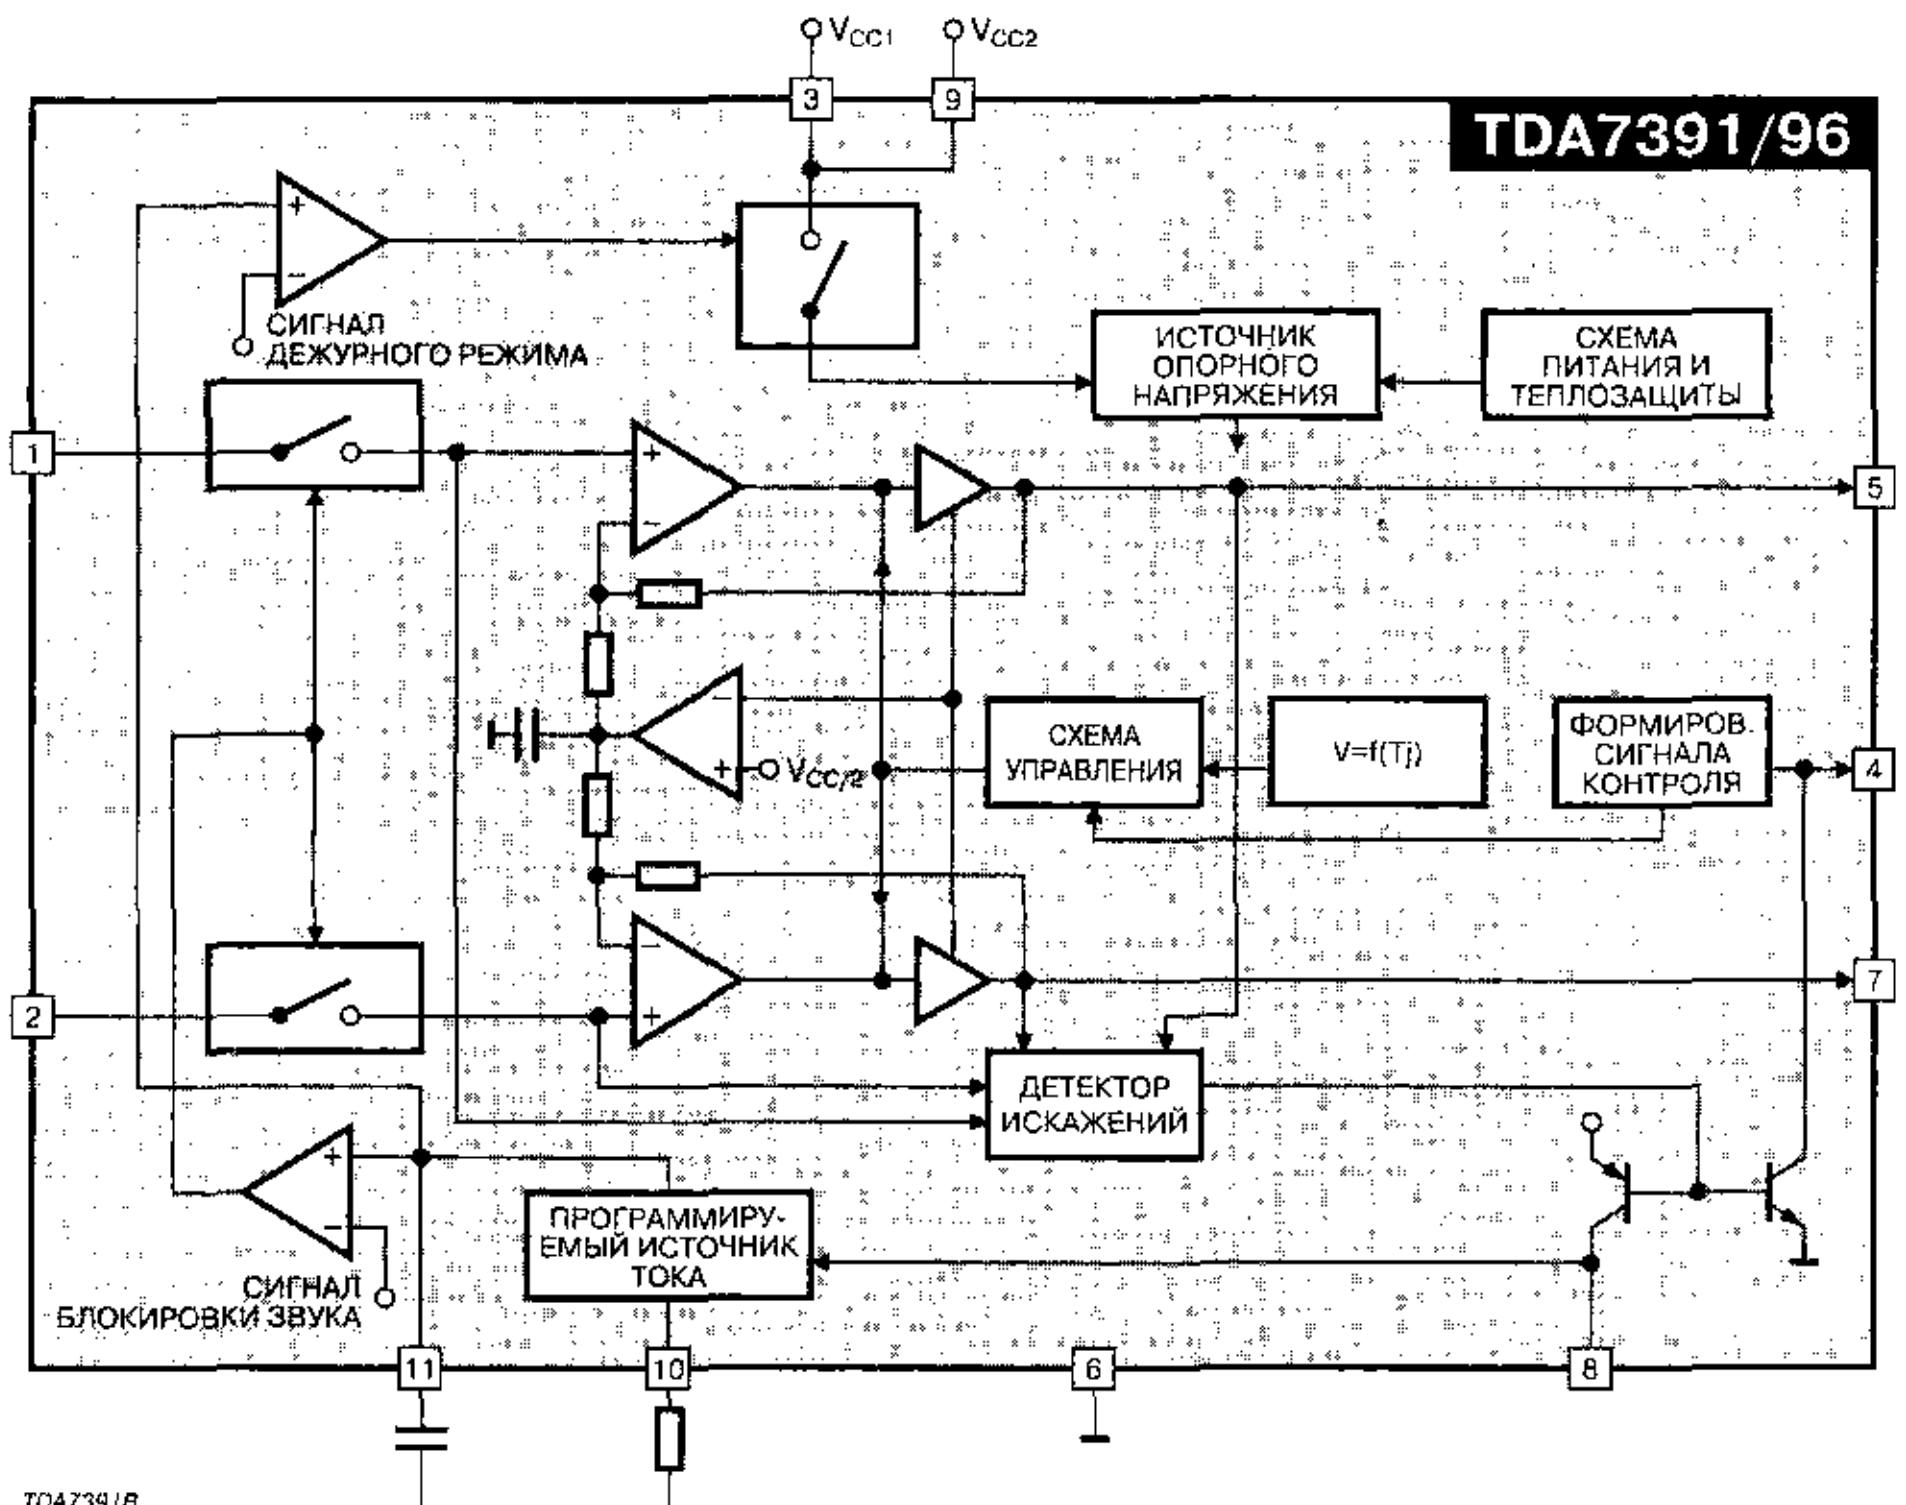 V_CC1
V_CC2
3
9
TDA7391/96
+
−
СИГНАЛ
ДЕЖУРНОГО РЕЖИМА
ИСТОЧНИК
ОПОРНОГО
НАПРЯЖЕНИЯ
СХЕМА
ПИТАНИЯ И
ТЕПЛОЗАЩИТЫ
1
+
−
5
−
+
V_CC/2
СХЕМА
УПРАВЛЕНИЯ
V=f(Tj)
ФОРМИРОВ.
СИГНАЛА
КОНТРОЛЯ
4
−
+
7
2
ДЕТЕКТОР
ИСКАЖЕНИЙ
+
−
ПРОГРАММИРУ-
ЕМЫЙ ИСТОЧНИК
ТОКА
СИГНАЛ
БЛОКИРОВКИ ЗВУКА
11
10
6
8
TDA7391B